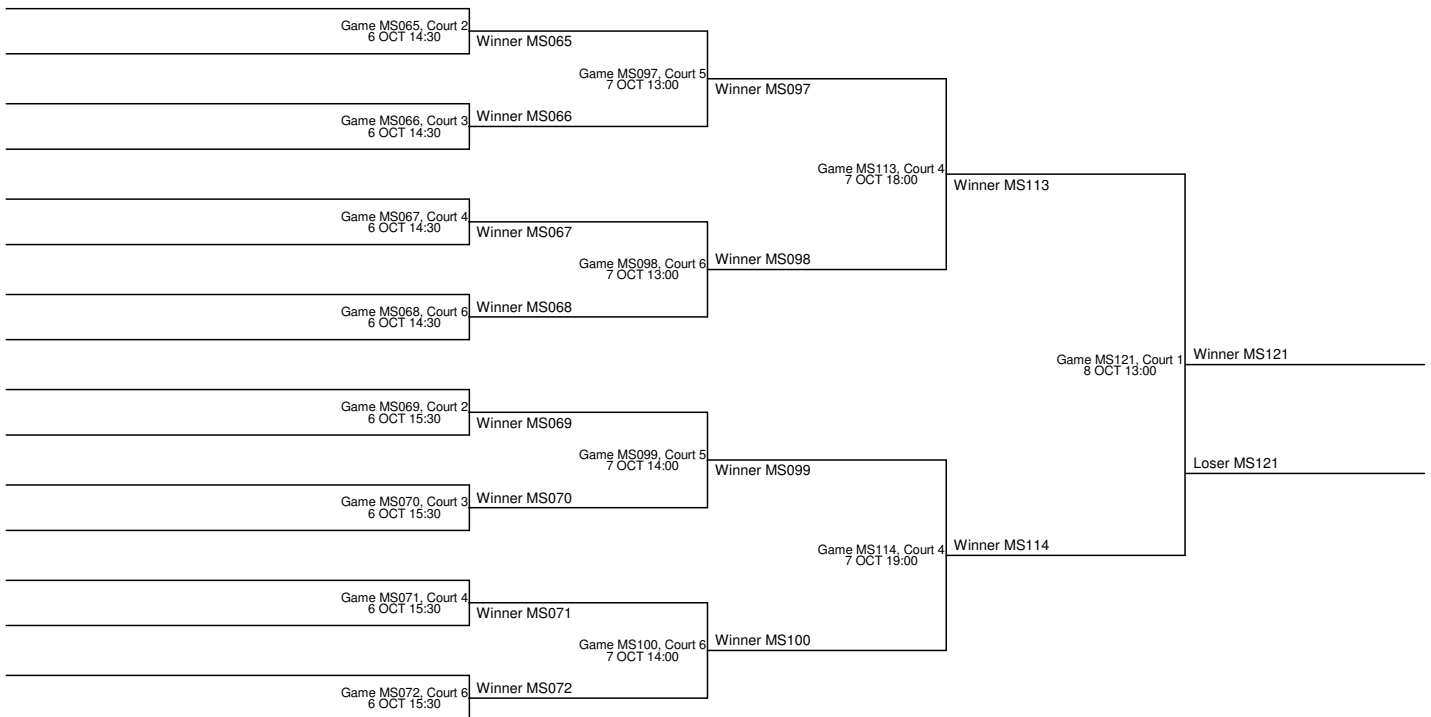 Game MS065, Court 2
6 OCT 14:30
Winner MS065
Game MS097, Court 5
7 OCT 13:00
Winner MS097
Game MS066, Court 3
6 OCT 14:30
Winner MS066
Game MS113, Court 4
7 OCT 18:00
Winner MS113
Game MS067, Court 4
6 OCT 14:30
Winner MS067
Game MS098, Court 6
7 OCT 13:00
Winner MS098
Game MS068, Court 6
6 OCT 14:30
Winner MS068
Game MS121, Court 1
8 OCT 13:00
Winner MS121
Game MS069, Court 2
6 OCT 15:30
Winner MS069
Game MS099, Court 5
7 OCT 14:00
Winner MS099
Loser MS121
Game MS070, Court 3
6 OCT 15:30
Winner MS070
Game MS114, Court 4
7 OCT 19:00
Winner MS114
Game MS071, Court 4
6 OCT 15:30
Winner MS071
Game MS100, Court 6
7 OCT 14:00
Winner MS100
Game MS072, Court 6
6 OCT 15:30
Winner MS072